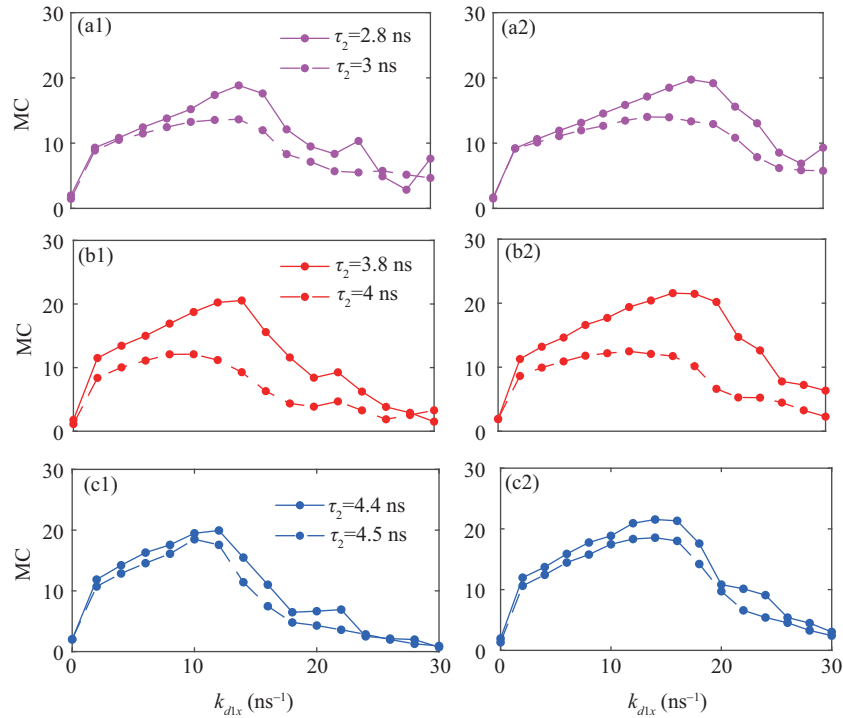 (a1)
τ2=2.8 ns
τ2=3 ns
30
20
10
0
MC
(a2)
30
20
10
0
(b1)
τ2=3.8 ns
τ2=4 ns
30
20
10
0
MC
(b2)
30
20
10
0
(c1)
τ2=4.4 ns
τ2=4.5 ns
30
20
10
0
MC
0 10 20 30
kd1x (ns−1)
(c2)
30
20
10
0
0 10 20 30
kd1x (ns−1)